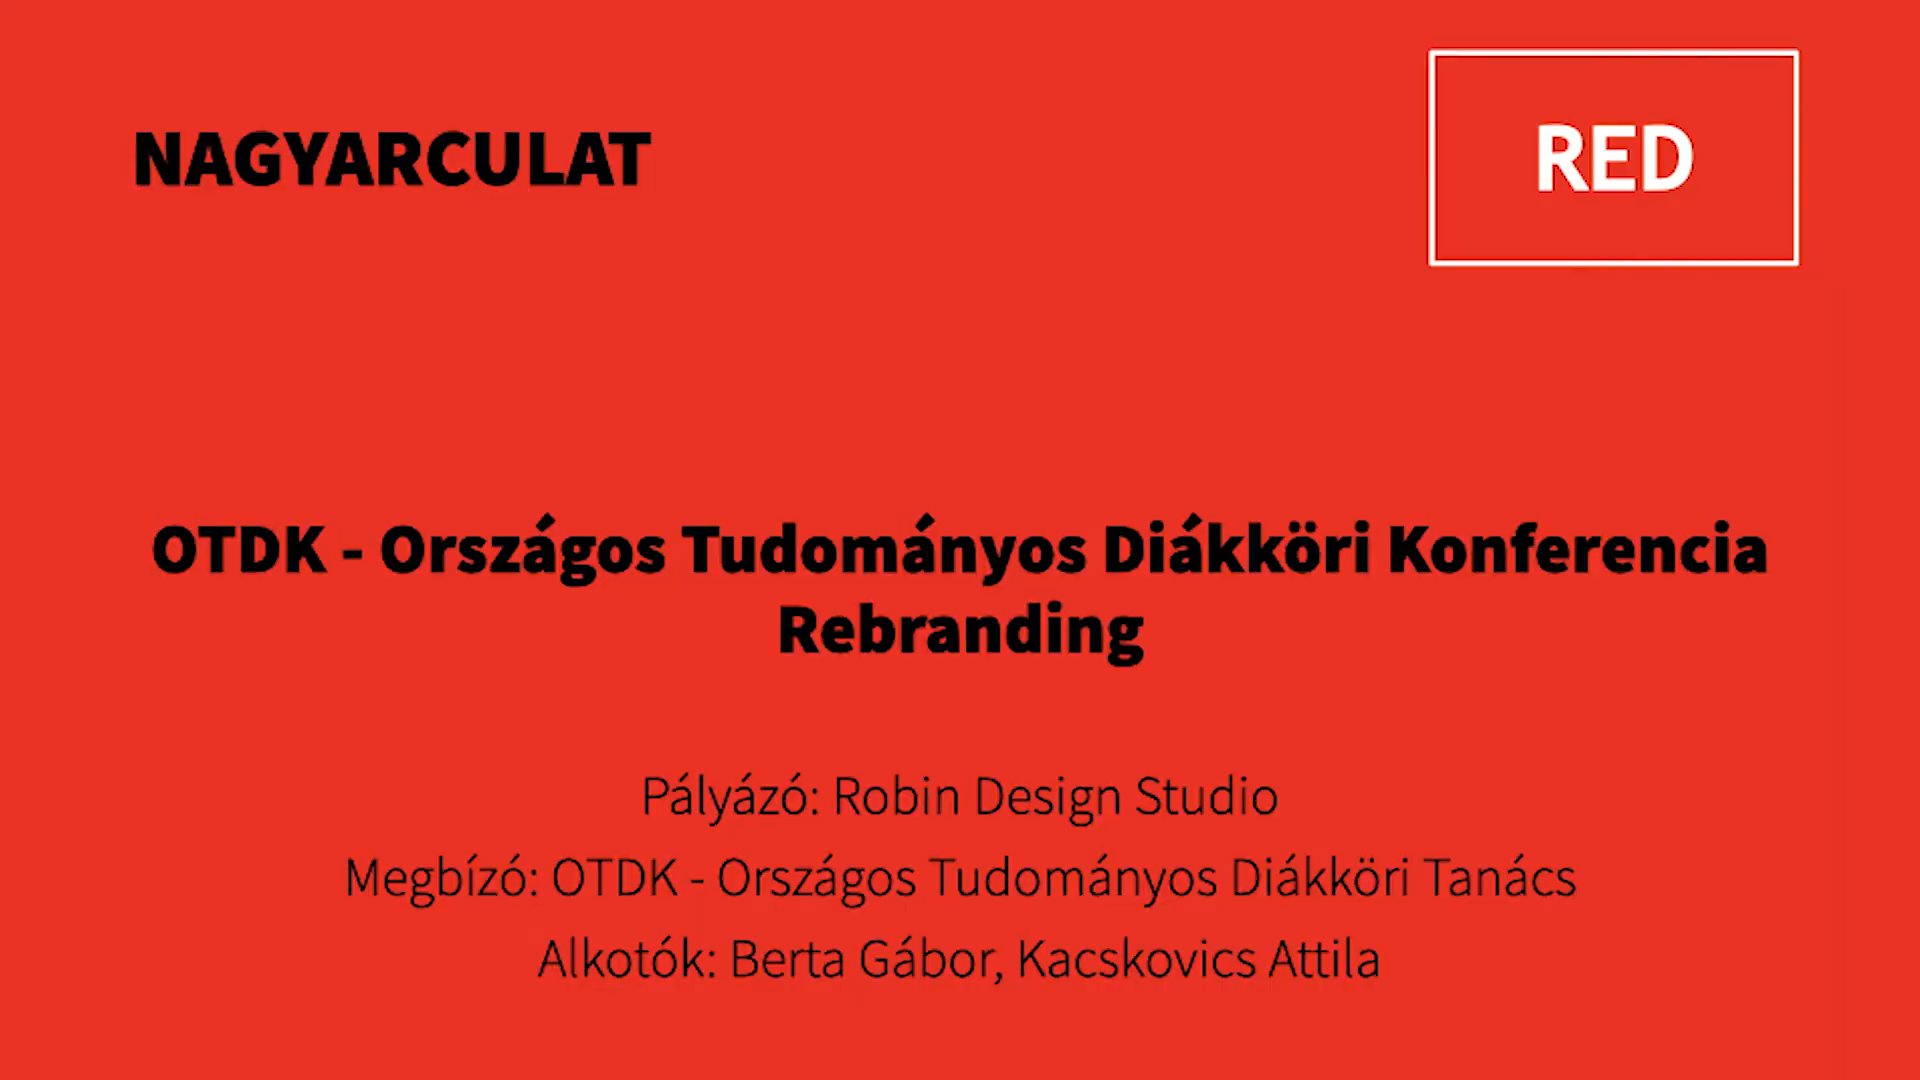 NAGYARCULAT
RED
OTDK - Országos Tudományos Diákköri Konferencia
Rebranding
Pályázó: Robin Design Studio
Megbízó: OTDK - Országos Tudományos Diákköri Tanács
Alkotók: Berta Gábor, Kacskovics Attila